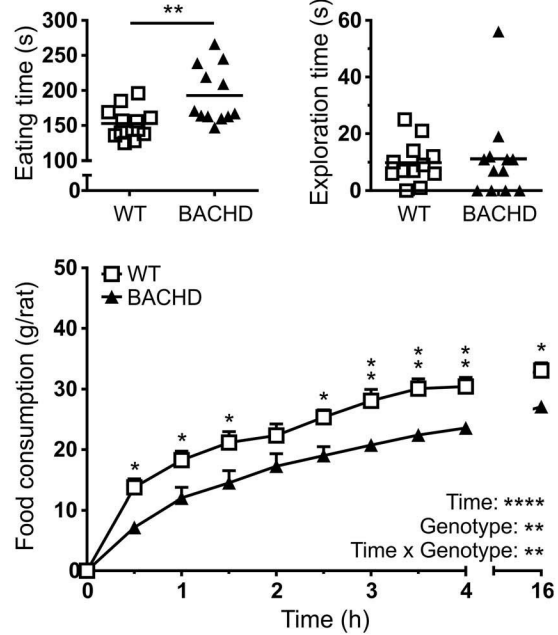 **
Eating time (s)
300
250
200
150
100
0
WT
BACHD
Exploration time (s)
60
40
20
0
WT
BACHD
Food consumption (g/rat)
50
40
30
20
10
0
WT
BACHD
*
*
*
*
**
**
**
*
Time: ****
Genotype: **
Time x Genotype: **
0
1
2
3
4
16
Time (h)